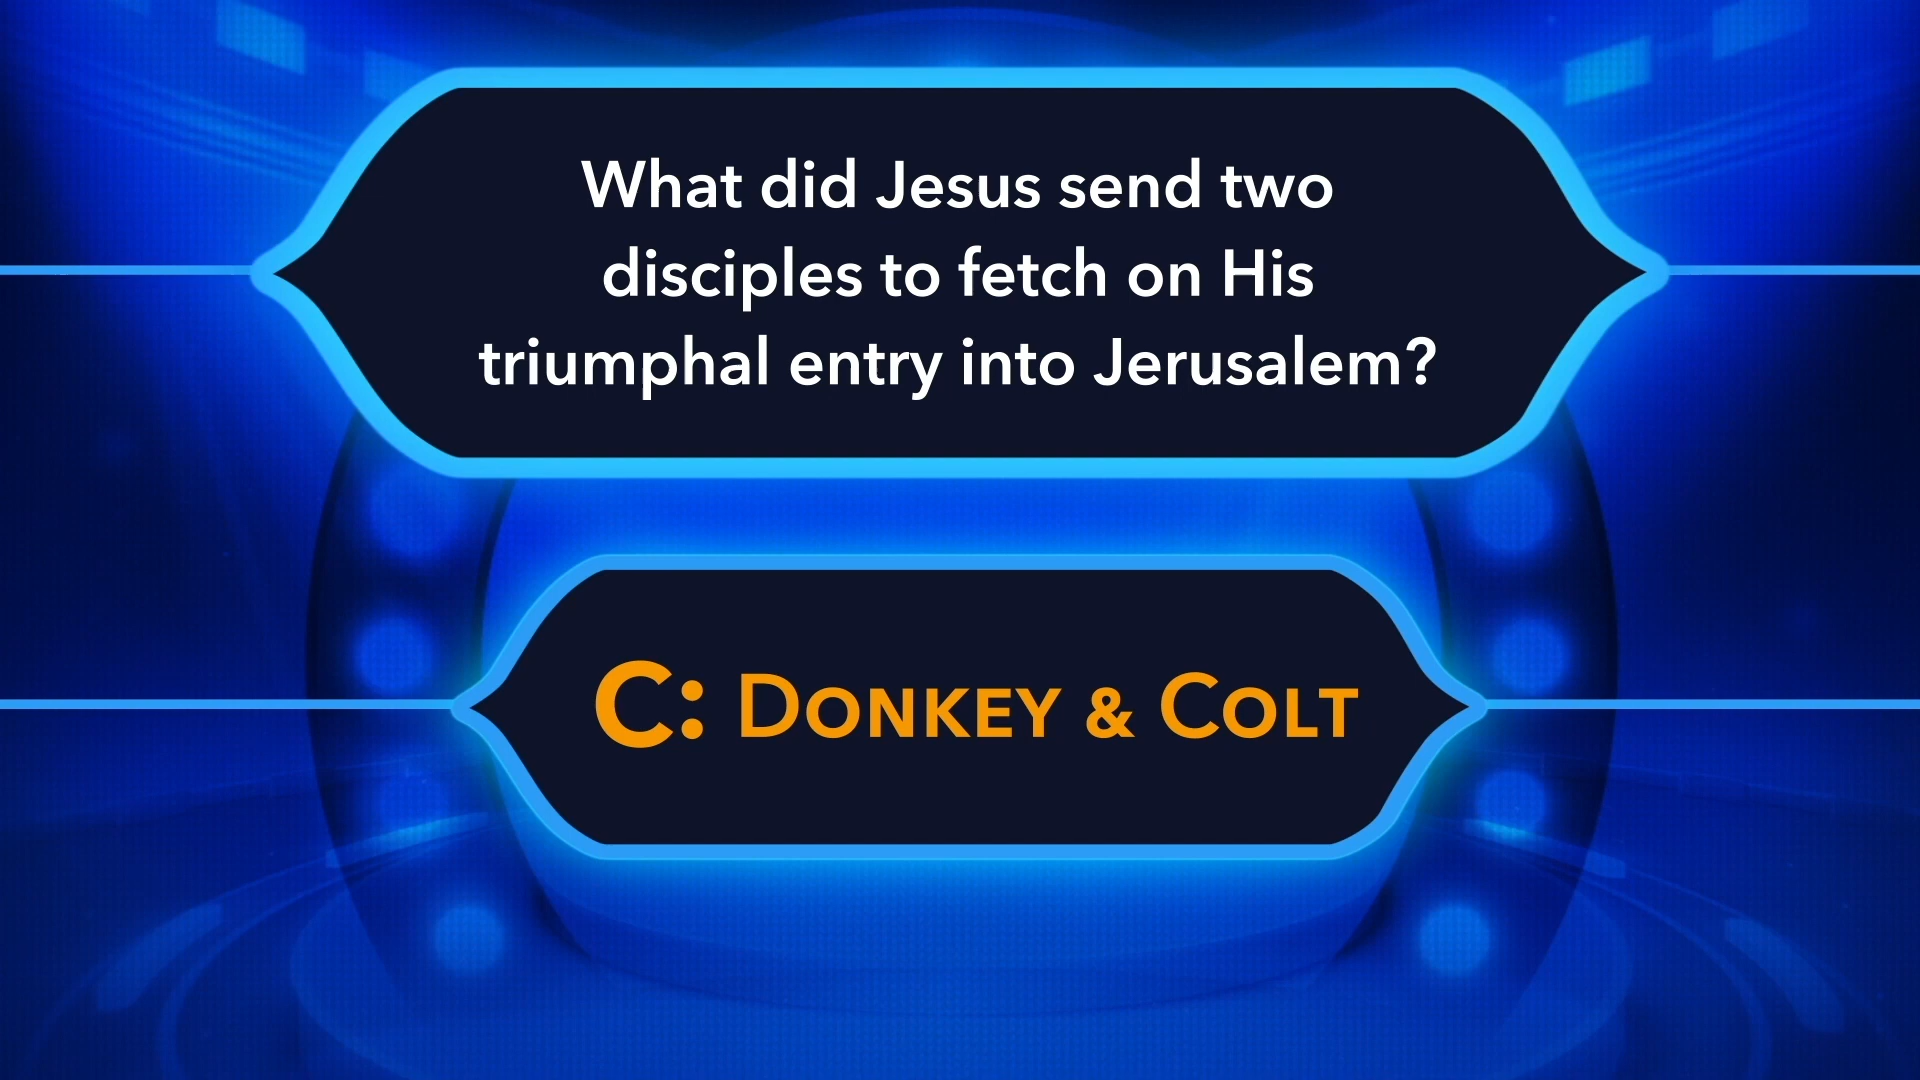 What did Jesus send two
disciples to fetch on His
triumphal entry into Jerusalem?
C: Donkey & Colt